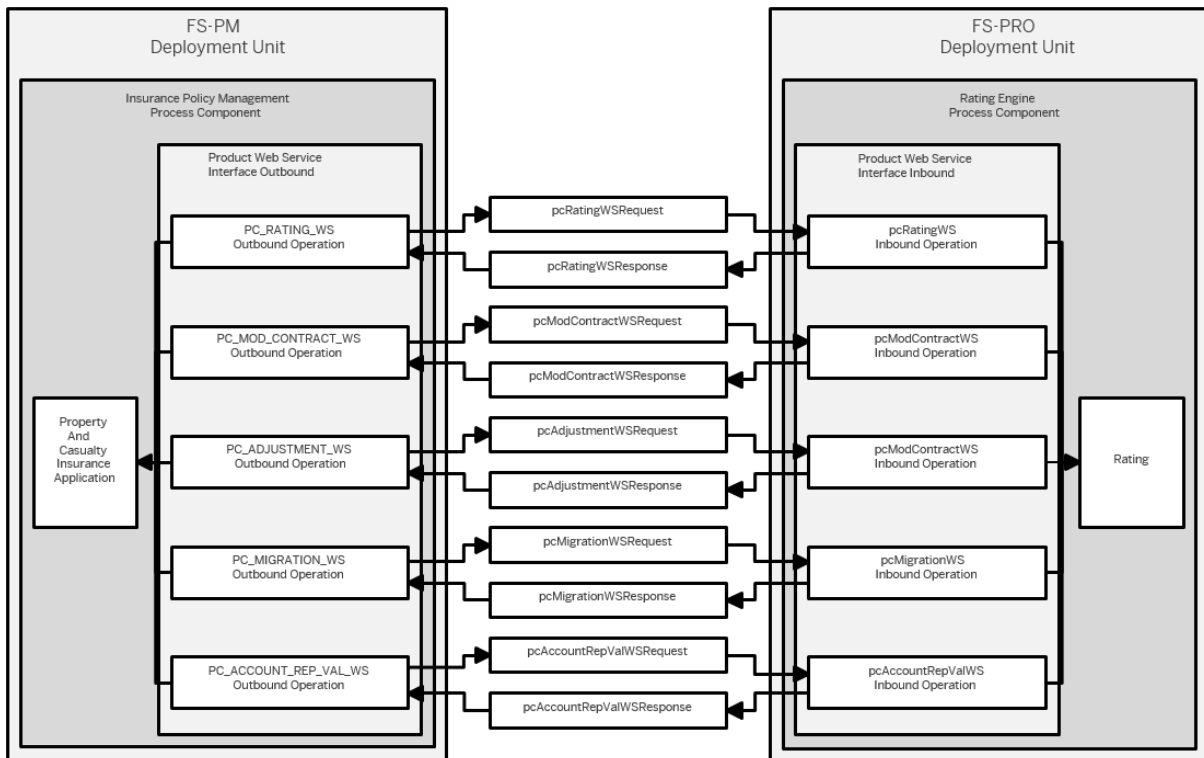 FS-PM
Deployment Unit
Insurance Policy Management
Process Component
Product Web Service
Interface Outbound
PC_RATING_WS
Outbound Operation
PC_MOD_CONTRACT_WS
Outbound Operation
Property
And
Casualty
Insurance
Application
PC_ADJUSTMENT_WS
Outbound Operation
PC_MIGRATION_WS
Outbound Operation
PC_ACCOUNT_REP_VAL_WS
Outbound Operation
pcRatingWSRequest
pcRatingWSResponse
pcModContractWSRequest
pcModContractWSResponse
pcAdjustmentWSRequest
pcAdjustmentWSResponse
pcMigrationWSRequest
pcMigrationWSResponse
pcAccountRepValWSRequest
pcAccountRepValWSResponse
FS-PRO
Deployment Unit
Rating Engine
Process Component
Product Web Service
Interface Inbound
pcRatingWS
Inbound Operation
pcModContractWS
Inbound Operation
pcModContractWS
Inbound Operation
pcMigrationWS
Inbound Operation
pcAccountRepValWS
Inbound Operation
Rating